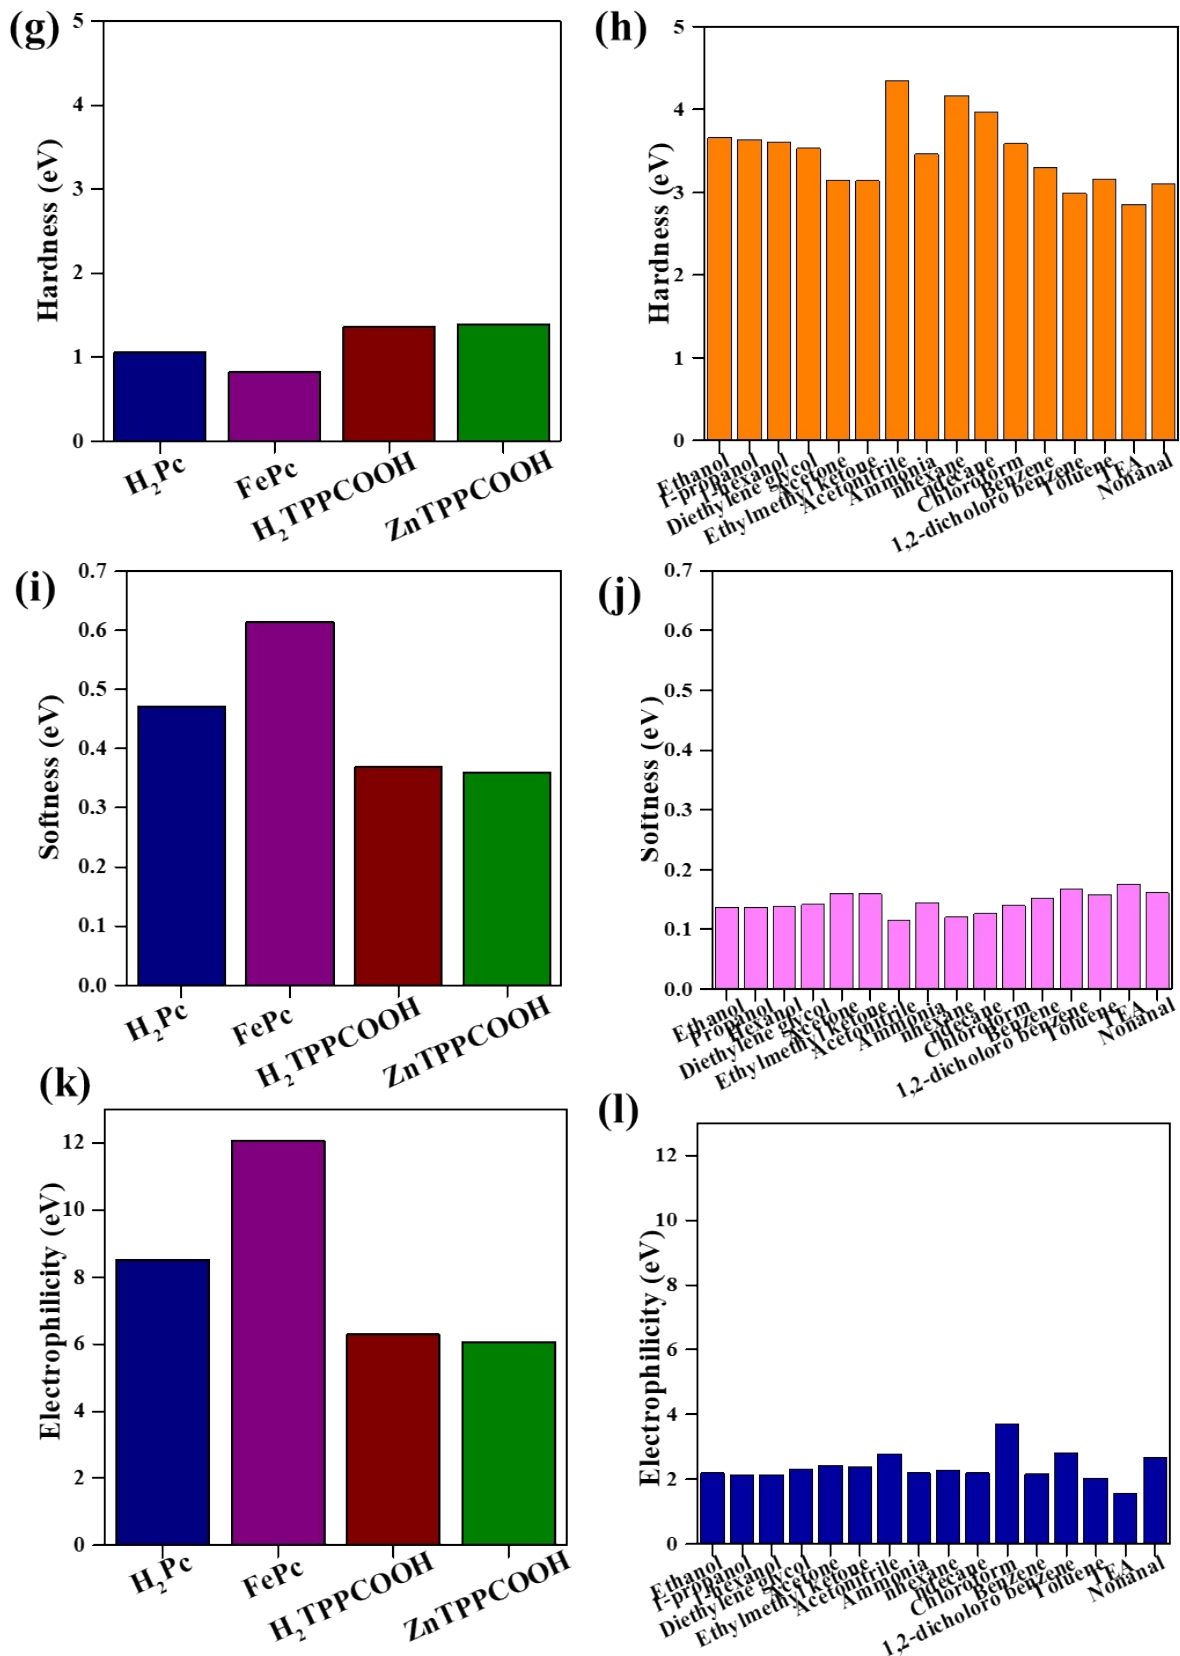 (g)
Hardness (eV)
5
4
3
2
1
0
H₂Pc
FePc
H₂TPPCOOH
ZnTPPCOOH
(h)
Hardness (eV)
5
4
3
2
1
0
Ethanol
1-propanol
1-hexanol
Diethylene glycol
Acetone
Ethylmethyl ketone
Acetonitrile
Ammonia
nhexane
ndecane
Chlororom
Benzene
1,2-dicholoro benzene
Toluene
TEA
Nonanal
(i)
Softness (eV)
0.7
0.6
0.5
0.4
0.3
0.2
0.1
0.0
H₂Pc
FePc
H₂TPPCOOH
ZnTPPCOOH
(j)
Softness (eV)
0.7
0.6
0.5
0.4
0.3
0.2
0.1
0.0
Ethanol
Propanol
Hexanol
Diethylene glycol
Acetone
Ethylmethyl ketone
Acetonitrile
Ammonia
nhexane
ndecane
Chlororom
Benzene
1,2-dicholoro benzene
Toluene
TEA
Nonanal
(k)
Electrophilicity (eV)
12
10
8
6
4
2
0
H₂Pc
FePc
H₂TPPCOOH
ZnTPPCOOH
(l)
Electrophilicity (eV)
12
10
8
6
4
2
0
Ethanol
1-propanol
1-hexanol
Diethylene glycol
Acetone
Ethylmethyl ketone
Acetonitrile
Ammonia
nhexane
ndecane
Chlororom
Benzene
1,2-dicholoro benzene
Toluene
TEA
Nonanal